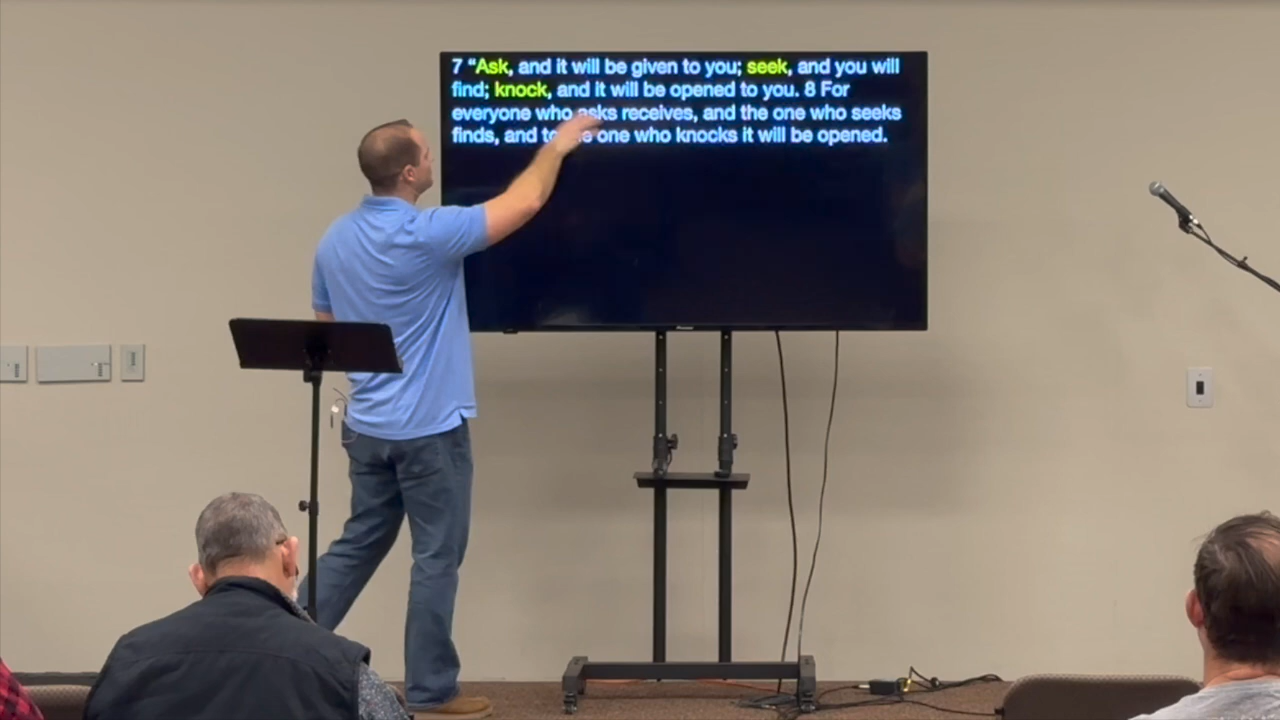 7 “Ask, and it will be given to you; seek, and you will
find; knock, and it will be opened to you. 8 For
everyone who asks receives, and the one who seeks
finds, and to one who knocks it will be opened.